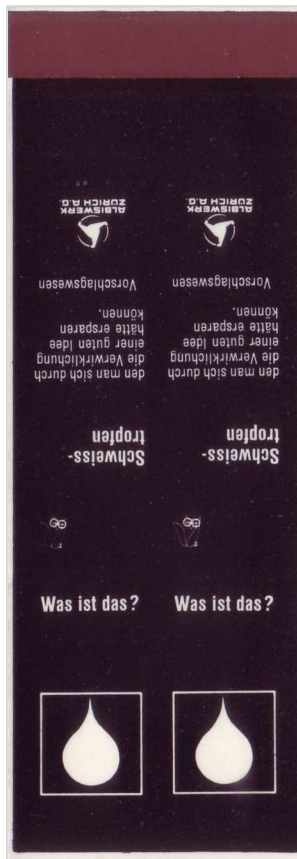 Was ist das?
Schweiss-
tropfen
den man sich durch
die Verwirklichung
einer guten Idee
hätte ersparen
können.
Vorschlagswesen
ALBISWERK
ZÜRICH A.G.
Was ist das?
Schweiss-
tropfen
den man sich durch
die Verwirklichung
einer guten Idee
hätte ersparen
können.
Vorschlagswesen
ALBISWERK
ZÜRICH A.G.